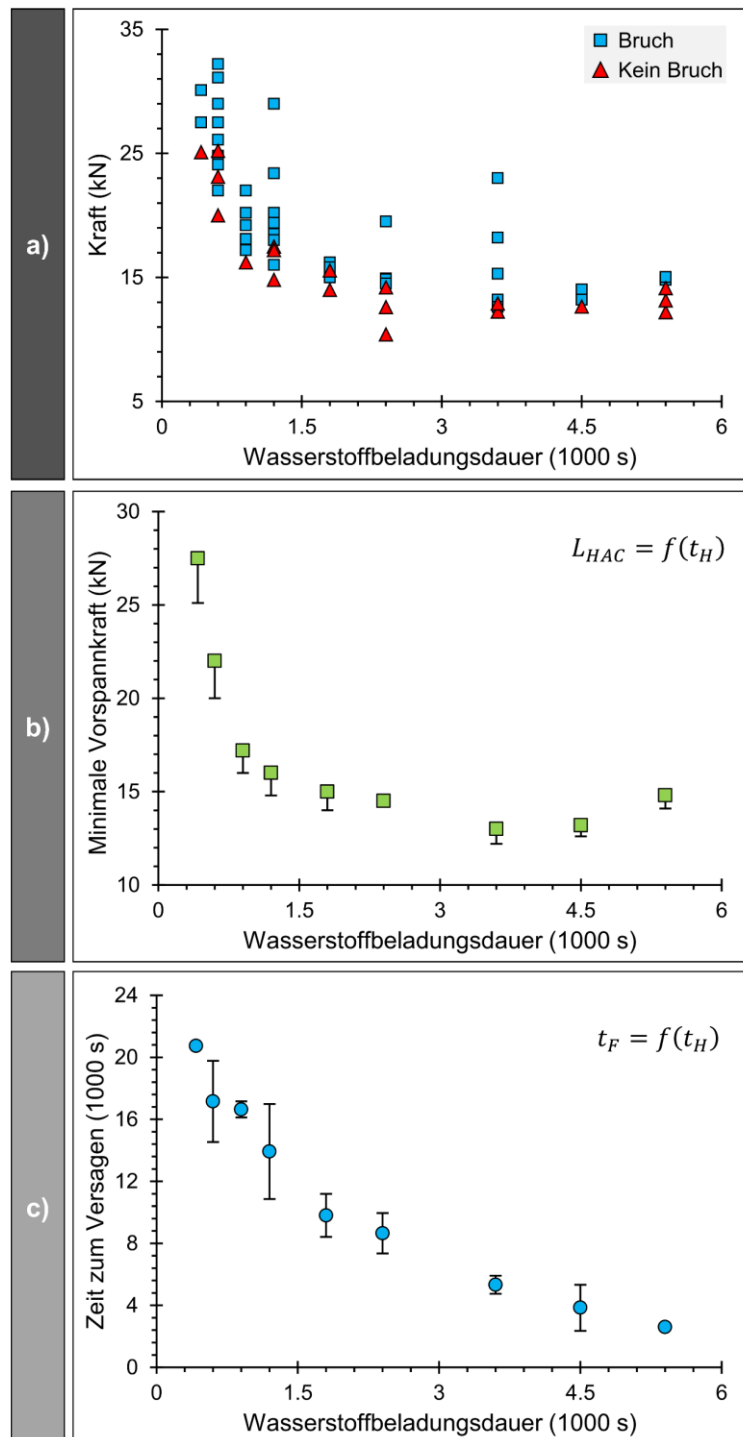 a)
35
25
15
5
Kraft (kN)
Bruch
Kein Bruch
0
1.5
3
4.5
6
Wasserstoffbeladungsdauer (1000 s)
b)
30
25
20
15
10
Minimale Vorspannkraft (kN)
L_HAC = f(t_H)
0
1.5
3
4.5
6
Wasserstoffbeladungsdauer (1000 s)
c)
24
20
16
12
8
4
0
Zeit zum Versagen (1000 s)
t_F = f(t_H)
0
1.5
3
4.5
6
Wasserstoffbeladungsdauer (1000 s)